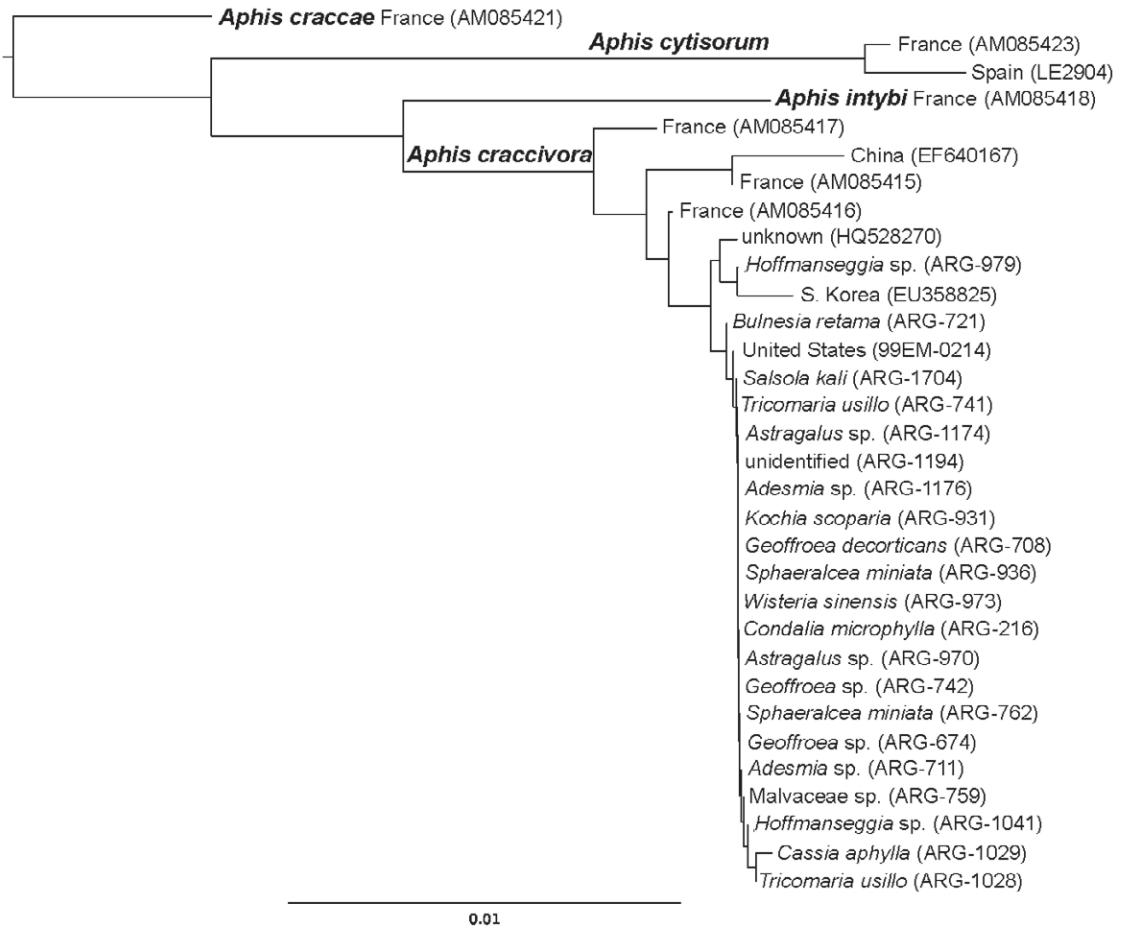 Aphis craccae France (AM085421)
Aphis cytisorum
France (AM085423)
Spain (LE2904)
Aphis intybi France (AM085418)
France (AM085417)
Aphis craccivora
China (EF640167)
France (AM085415)
France (AM085416)
unknown (HQ528270)
Hoffmanseggia sp. (ARG-979)
S. Korea (EU358825)
Bulnesia retama (ARG-721)
United States (99EM-0214)
Salsola kali (ARG-1704)
Tricomaria usillo (ARG-741)
Astragalus sp. (ARG-1174)
unidentified (ARG-1194)
Adesmia sp. (ARG-1176)
Kochia scoparia (ARG-931)
Geoffroea decorticans (ARG-708)
Sphaeralcea miniata (ARG-936)
Wisteria sinensis (ARG-973)
Condalia microphylla (ARG-216)
Astragalus sp. (ARG-970)
Geoffroea sp. (ARG-742)
Sphaeralcea miniata (ARG-762)
Geoffroea sp. (ARG-674)
Adesmia sp. (ARG-711)
Malvaceae sp. (ARG-759)
Hoffmanseggia sp. (ARG-1041)
Cassia aphylla (ARG-1029)
Tricomaria usillo (ARG-1028)
0.01